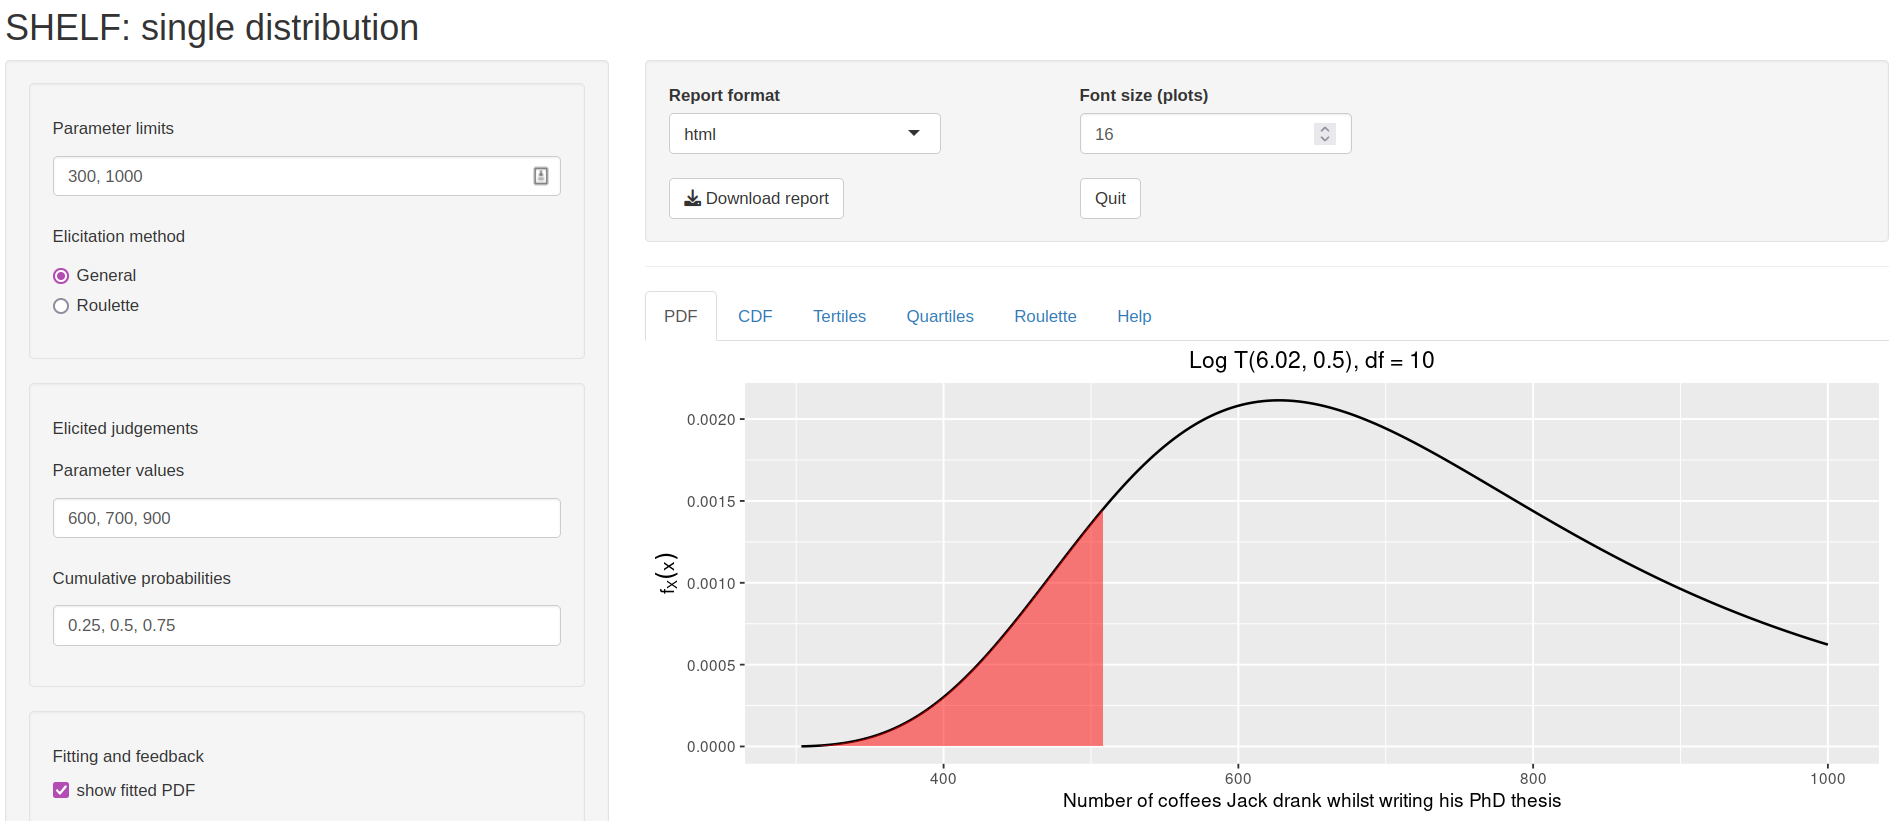 SHELF: single distribution
Parameter limits
300, 1000
Elicitation method
General
Roulette
Elicited judgements
Parameter values
600, 700, 900
Cumulative probabilities
0.25, 0.5, 0.75
Fitting and feedback
show fitted PDF
Report format
Font size (plots)
html
16
Download report
Quit
PDF CDF Tertiles Quartiles Roulette Help
Log T(6.02, 0.5), df = 10
0.0020
0.0015
0.0010
0.0005
0.0000
fX(x)
400 600 800 1000
Number of coffees Jack drank whilst writing his PhD thesis